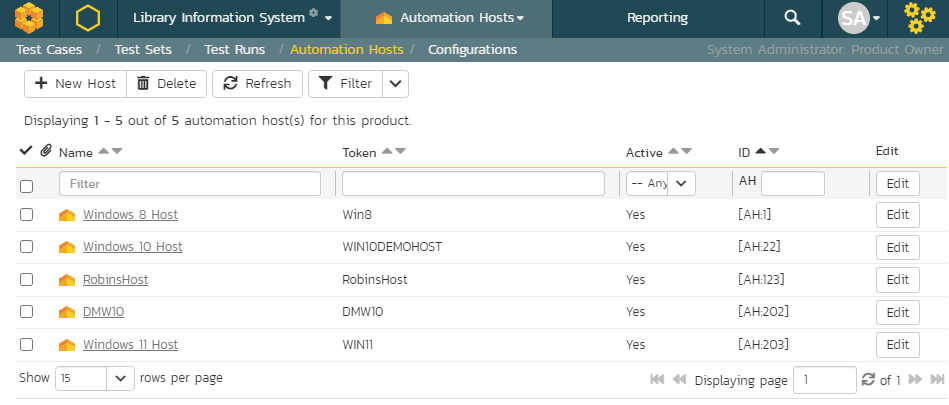 Library Information System Automation Hosts Reporting SA
Test Cases / Test Sets / Test Runs / Automation Hosts / Configurations System Administrator: Product Owner
New Host Delete Refresh Filter
Displaying 1 - 5 out of 5 automation host(s) for this product.
Name Token Active ID Edit
Filter -- Any AH Edit
Windows 8 Host Win8 Yes [AH:1] Edit
Windows 10 Host WIN10DEMOHOST Yes [AH:22] Edit
RobinsHost RobinsHost Yes [AH:123] Edit
DMW10 DMW10 Yes [AH:202] Edit
Windows 11 Host WIN11 Yes [AH:203] Edit
Show 15 rows per page Displaying page 1 of 1